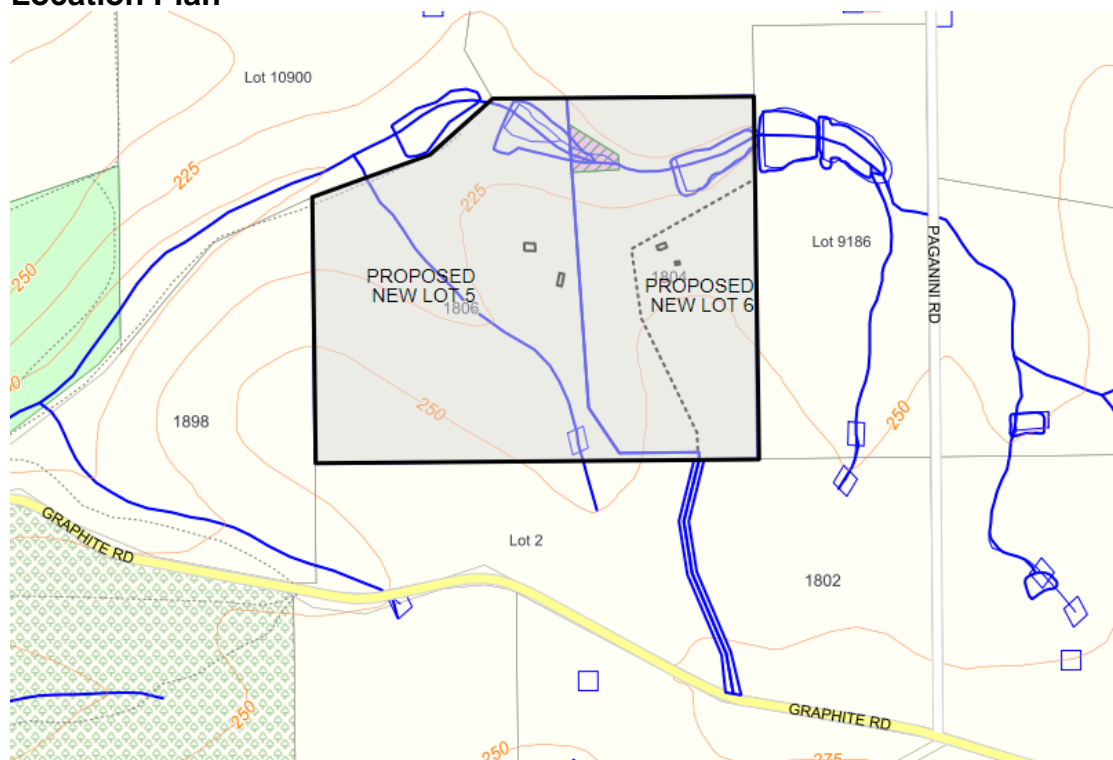 Location Plan
Lot 10900
225
225
Lot 9186
250
PROPOSED
NEW LOT 5
1806
1804
PROPOSED
NEW LOT 6
PAGANINI RD
250
250
1898
GRAPHITE RD
Lot 2
1802
250
GRAPHITE RD
250
275